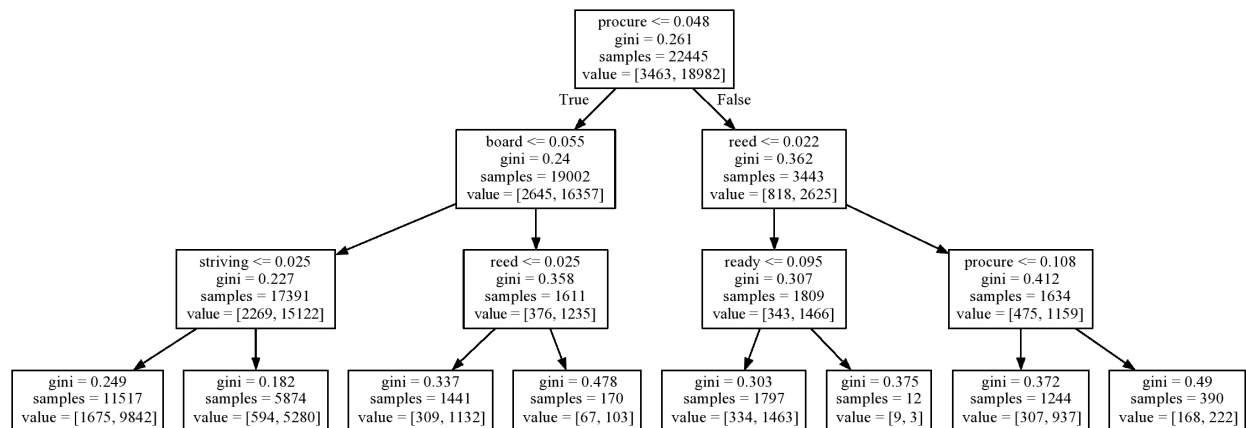 procure <= 0.048
gini = 0.261
samples = 22445
value = [3463, 18982]
True
False
board <= 0.055
gini = 0.24
samples = 19002
value = [2645, 16357]
reed <= 0.022
gini = 0.362
samples = 3443
value = [818, 2625]
striving <= 0.025
gini = 0.227
samples = 17391
value = [2269, 15122]
reed <= 0.025
gini = 0.358
samples = 1611
value = [376, 1235]
ready <= 0.095
gini = 0.307
samples = 1809
value = [343, 1466]
procure <= 0.108
gini = 0.412
samples = 1634
value = [475, 1159]
gini = 0.249
samples = 11517
value = [1675, 9842]
gini = 0.182
samples = 5874
value = [594, 5280]
gini = 0.337
samples = 1441
value = [309, 1132]
gini = 0.478
samples = 170
value = [67, 103]
gini = 0.303
samples = 1797
value = [334, 1463]
gini = 0.375
samples = 12
value = [9, 3]
gini = 0.372
samples = 1244
value = [307, 937]
gini = 0.49
samples = 390
value = [168, 222]